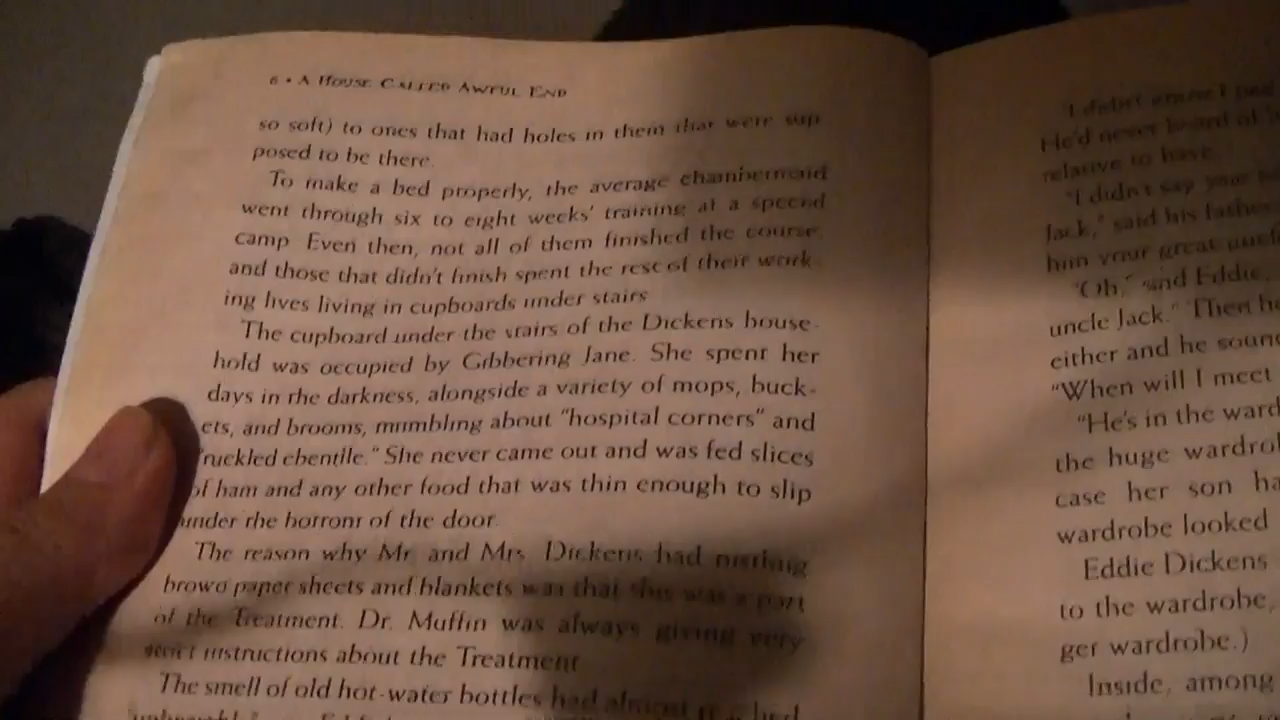 6 • A HOUSE CALLED AWFUL END
so soft) to ones that had holes in them that were sup
posed to be there.
To make a bed properly, the average chambermaid
went through six to eight weeks' training at a special
camp. Even then, not all of them finished the course,
and those that didn't finish spent the rest of their work-
ing lives living in cupboards under stairs
The cupboard under the stairs of the Dickens house-
hold was occupied by Gibbering Jane. She spent her
days in the darkness, alongside a variety of mops, buck-
ets, and brooms, mumbling about "hospital corners" and
"ruckled chenille." She never came out and was fed slices
of ham and any other food that was thin enough to slip
under the bottom of the door.
The reason why Mr. and Mrs. Dickens had rustling
brown paper sheets and blankets was that this was a part
of the Treatment. Dr. Muffin was always giving very
strict instructions about the Treatment
The smell of old hot-water bottles had almost
"I didn't know I
He'd never heard of
relative to have.
"I didn't say your
Jack," said his father.
him your great
"Oh," said Eddie.
uncle Jack." Then
either and he
"When will I meet
"He's in the
the huge
case her son
wardrobe looked
Eddie Dickens
to the wardrobe,
ger wardrobe.)
Inside, among